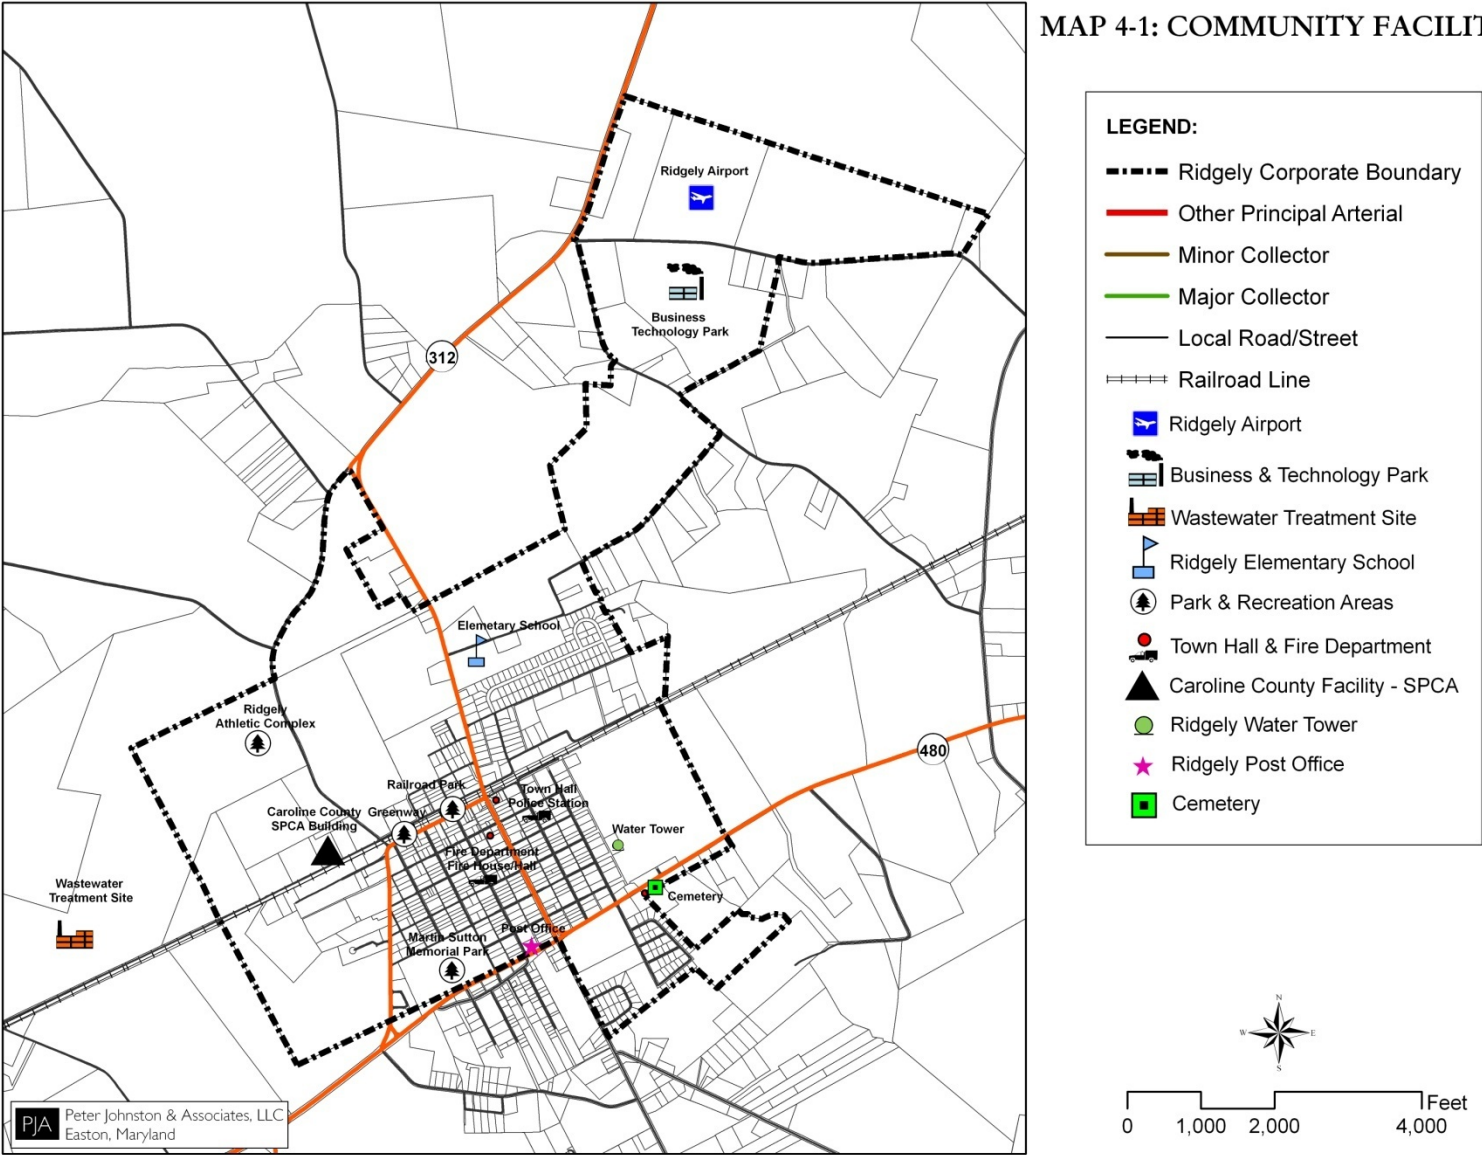 MAP 4-1: COMMUNITY FACILIT
LEGEND:
Ridgely Corporate Boundary
Other Principal Arterial
Minor Collector
Major Collector
Local Road/Street
Railroad Line
Ridgely Airport
Business & Technology Park
Wastewater Treatment Site
Ridgely Elementary School
Park & Recreation Areas
Town Hall & Fire Department
Caroline County Facility - SPCA
Ridgely Water Tower
Ridgely Post Office
Cemetery
Ridgely Airport
Business
Technology Park
312
Elemetary School
Ridgely
Athletic Complex
480
Railroad Park
Town Hall
Police Station
Caroline County
SPCA Building
Greenway
Water Tower
Fire Department
Fire House/Hall
Wastewater
Treatment Site
Cemetery
Post Office
Martin Sutton
Memorial Park
N
W
E
S
Feet
0
1,000
2,000
4,000
PJA
Peter Johnston & Associates, LLC
Easton, Maryland